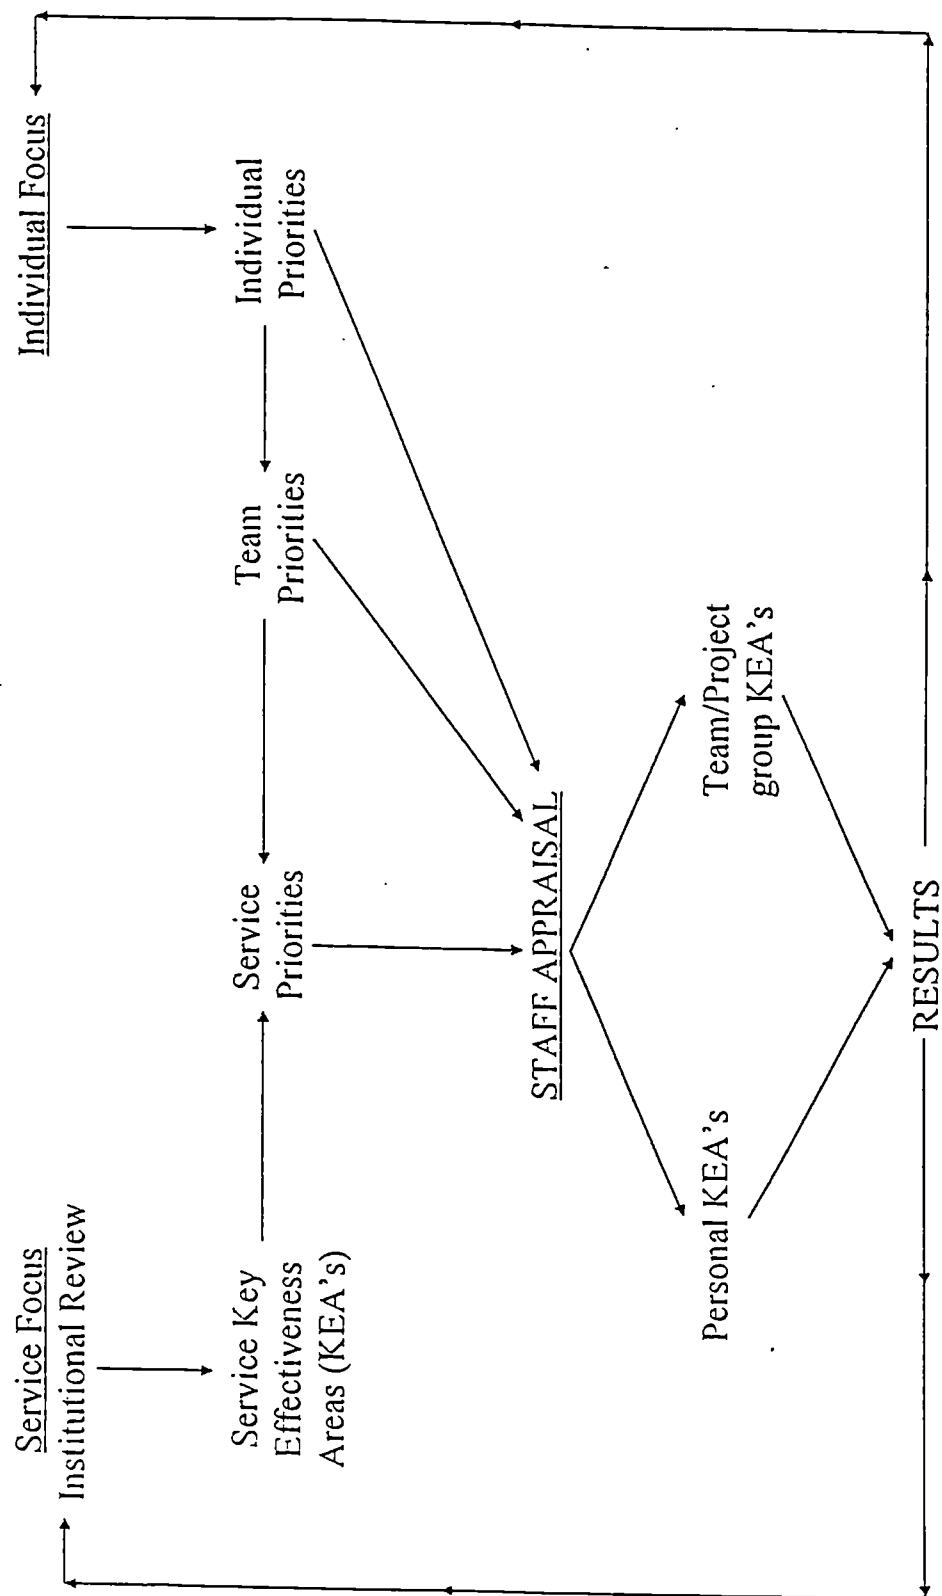 Service Focus
Institutional Review
Individual Focus
Service Key
Effectiveness
Areas (KEA's)
Service
Priorities
Team
Priorities
Individual
Priorities
STAFF APPRAISAL
Personal KEA's
Team/Project
group KEA's
RESULTS